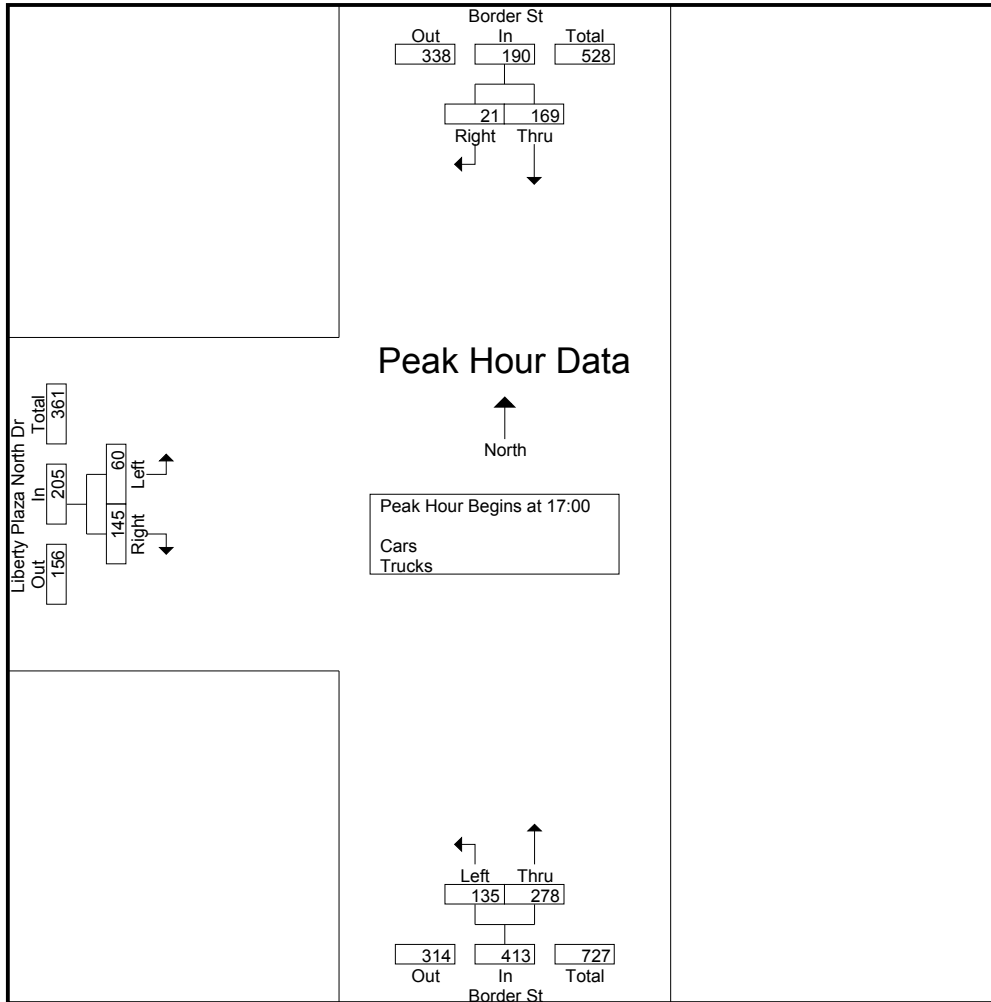 Border St
Out In Total
338 190 528
21 169
Right Thru
Peak Hour Data
North
Peak Hour Begins at 17:00
Cars
Trucks
Liberty Plaza North Dr
Out In Total
156 205 361
145 60
Right Left
Left Thru
135 278
314 413 727
Out In Total
Border St